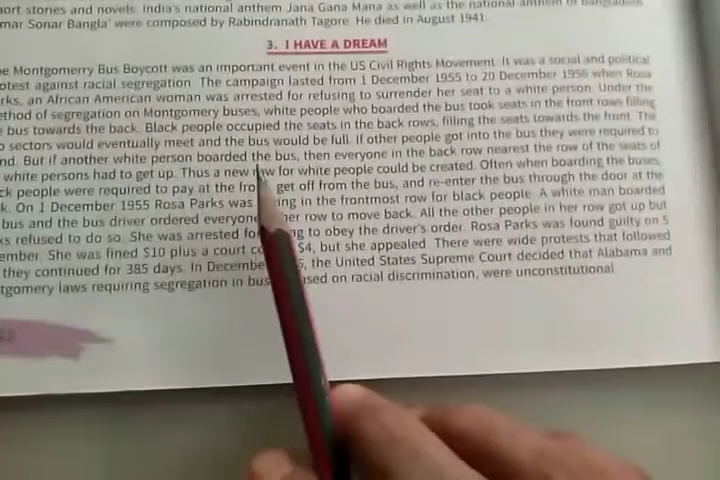 ort stories and novels. India's national anthem Jana Gana Mana as well as the national anthem of Bangladesh
mar Sonar Bangla' were composed by Rabindranath Tagore. He died in August 1941.
3. I HAVE A DREAM
e Montgomerry Bus Boycott was an important event in the US Civil Rights Movement. It was a social and political
otest against racial segregation. The campaign lasted from 1 December 1955 to 20 December 1956 when Rosa
rks, an African American woman was arrested for refusing to surrender her seat to a white person. Under the
ethod of segregation on Montgomery buses, white people who boarded the bus took seats in the front rows filling
e bus towards the back. Black people occupied the seats in the back rows, filling the seats towards the front. The
o sectors would eventually meet and the bus would be full. If other people got into the bus they were required to
nd. But if another white person boarded the bus, then everyone in the back row nearest the row of the seats of
white persons had to get up. Thus a new row for white people could be created. Often when boarding the buses,
ck people were required to pay at the fro get off from the bus, and re-enter the bus through the door at the
k. On 1 December 1955 Rosa Parks was ing in the frontmost row for black people. A white man boarded
bus and the bus driver ordered everyone her row to move back. All the other people in her row got up but
ks refused to do so. She was arrested fo ng to obey the driver's order. Rosa Parks was found guilty on 5
ember. She was fined $10 plus a court co $4, but she appealed. There were wide protests that followed
they continued for 385 days. In December 6, the United States Supreme Court decided that Alabama and
tgomery laws requiring segregation in bus sed on racial discrimination, were unconstitutional